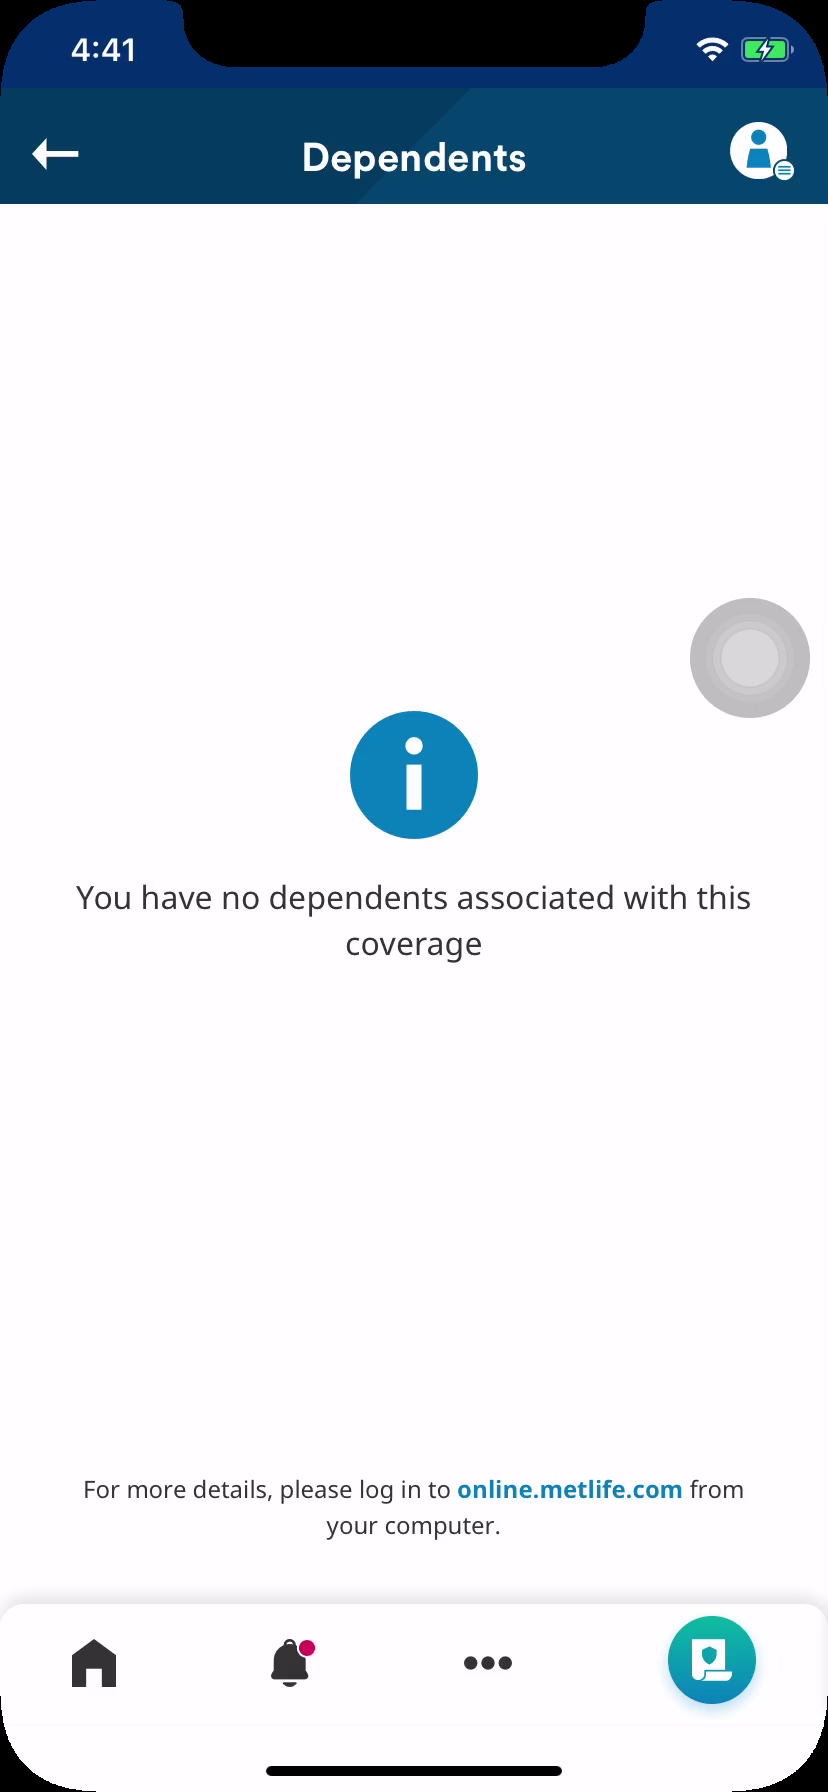 4:41
Dependents
You have no dependents associated with this
coverage
For more details, please log in to online.metlife.com from
your computer.